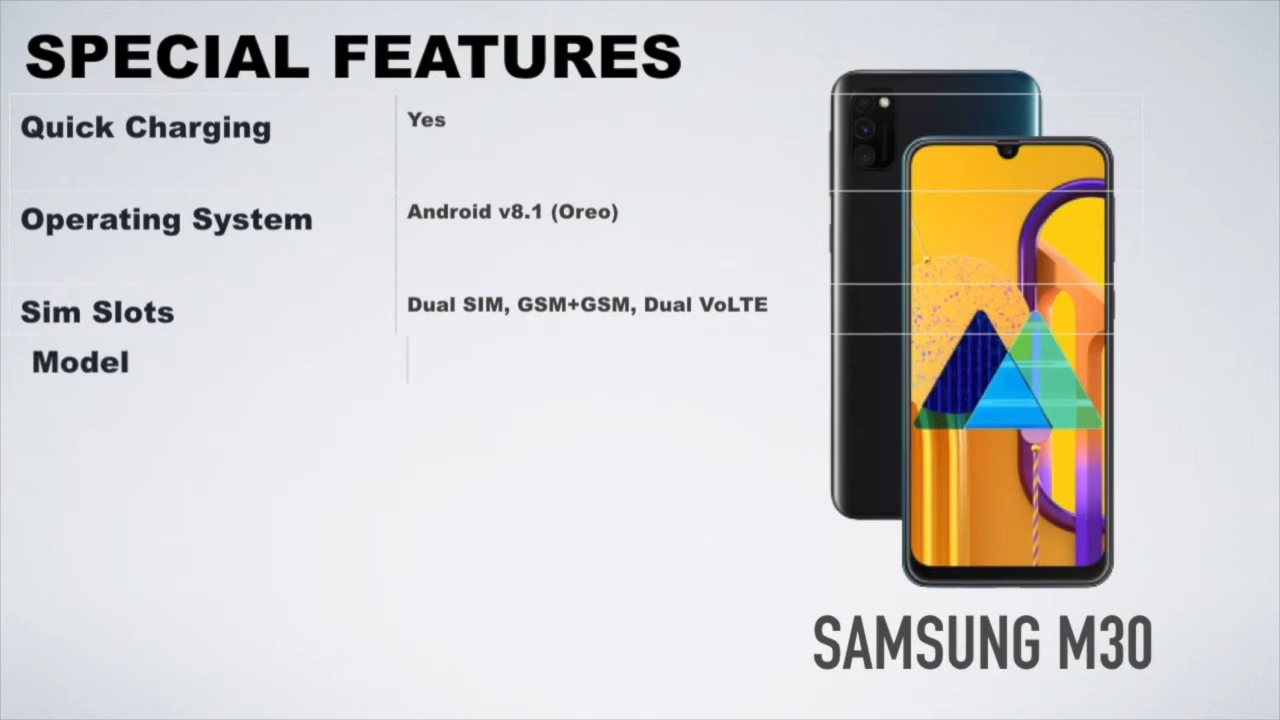 SPECIAL FEATURES
Quick Charging Yes
Operating System Android v8.1 (Oreo)
Sim Slots Dual SIM, GSM+GSM, Dual VoLTE
Model
SAMSUNG M30